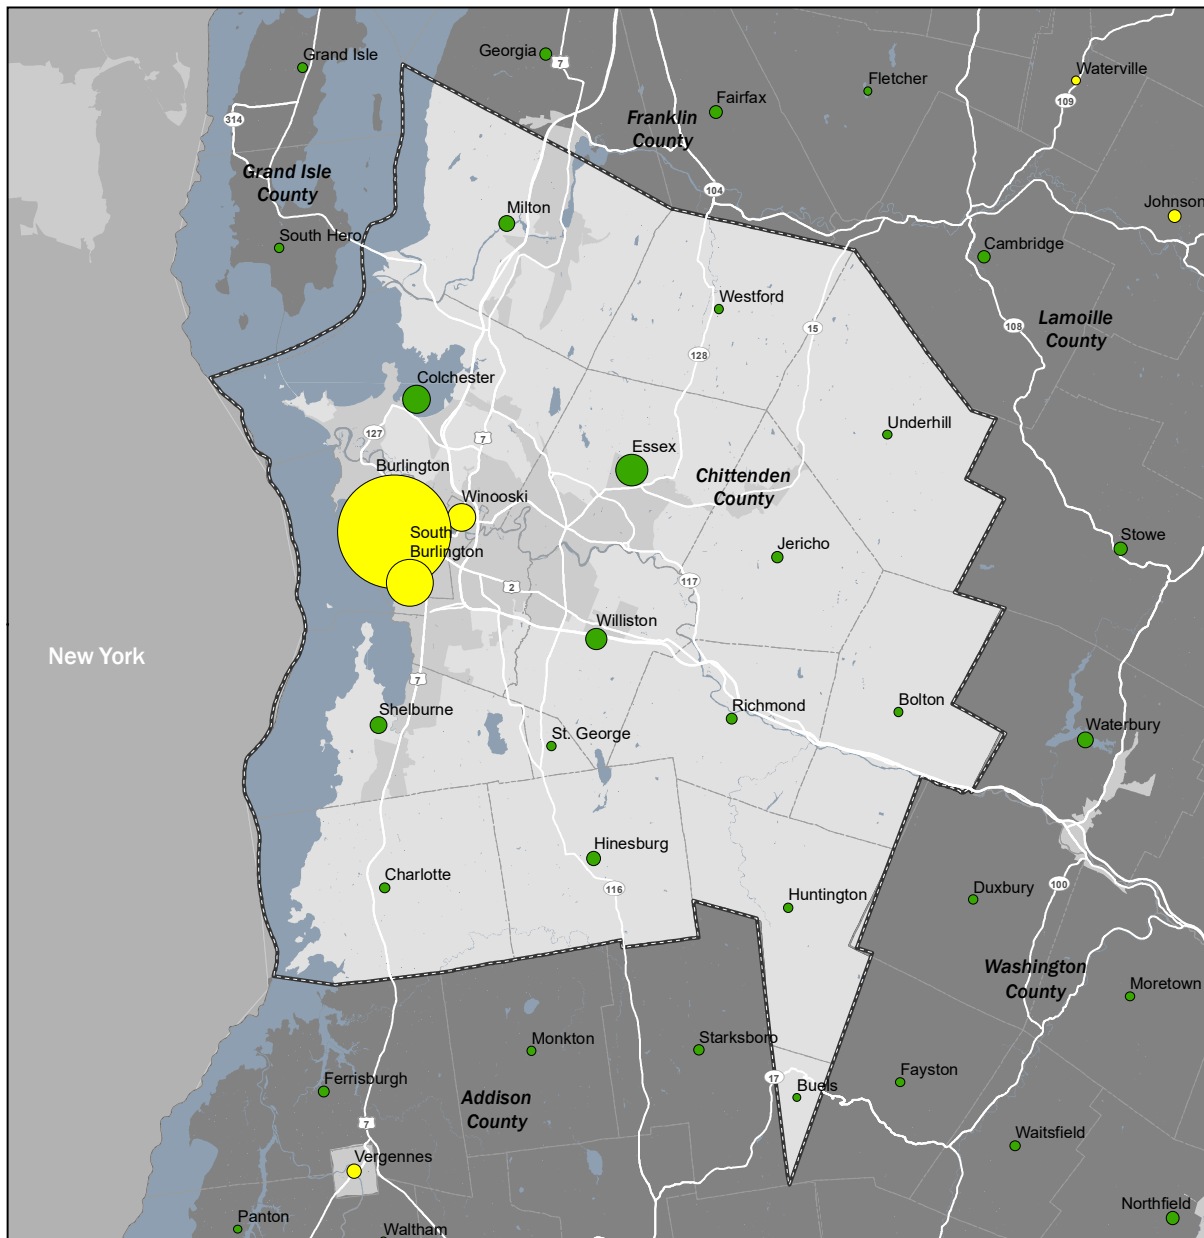 Grand Isle
Georgia
7
Fletcher
Waterville
109
Fairfax
314
Franklin
County
Grand Isle
County
104
Johnson
Milton
South Hero
Cambridge
Westford
15
108
Lamoille
County
128
Colchester
127
7
Underhill
Essex
Burlington
Chittenden
County
Winooski
South
Burlington
Jericho
Stowe
117
2
Williston
New York
7
Shelburne
Richmond
Bolton
St. George
Waterbury
Hinesburg
Charlotte
116
Huntington
Duxbury
100
Washington
County
Moretown
Monkton
Starksboro
Ferrisburgh
17
Buels
Fayston
Addison
County
7
Waitsfield
Vergennes
Panton
Waltham
Northfield